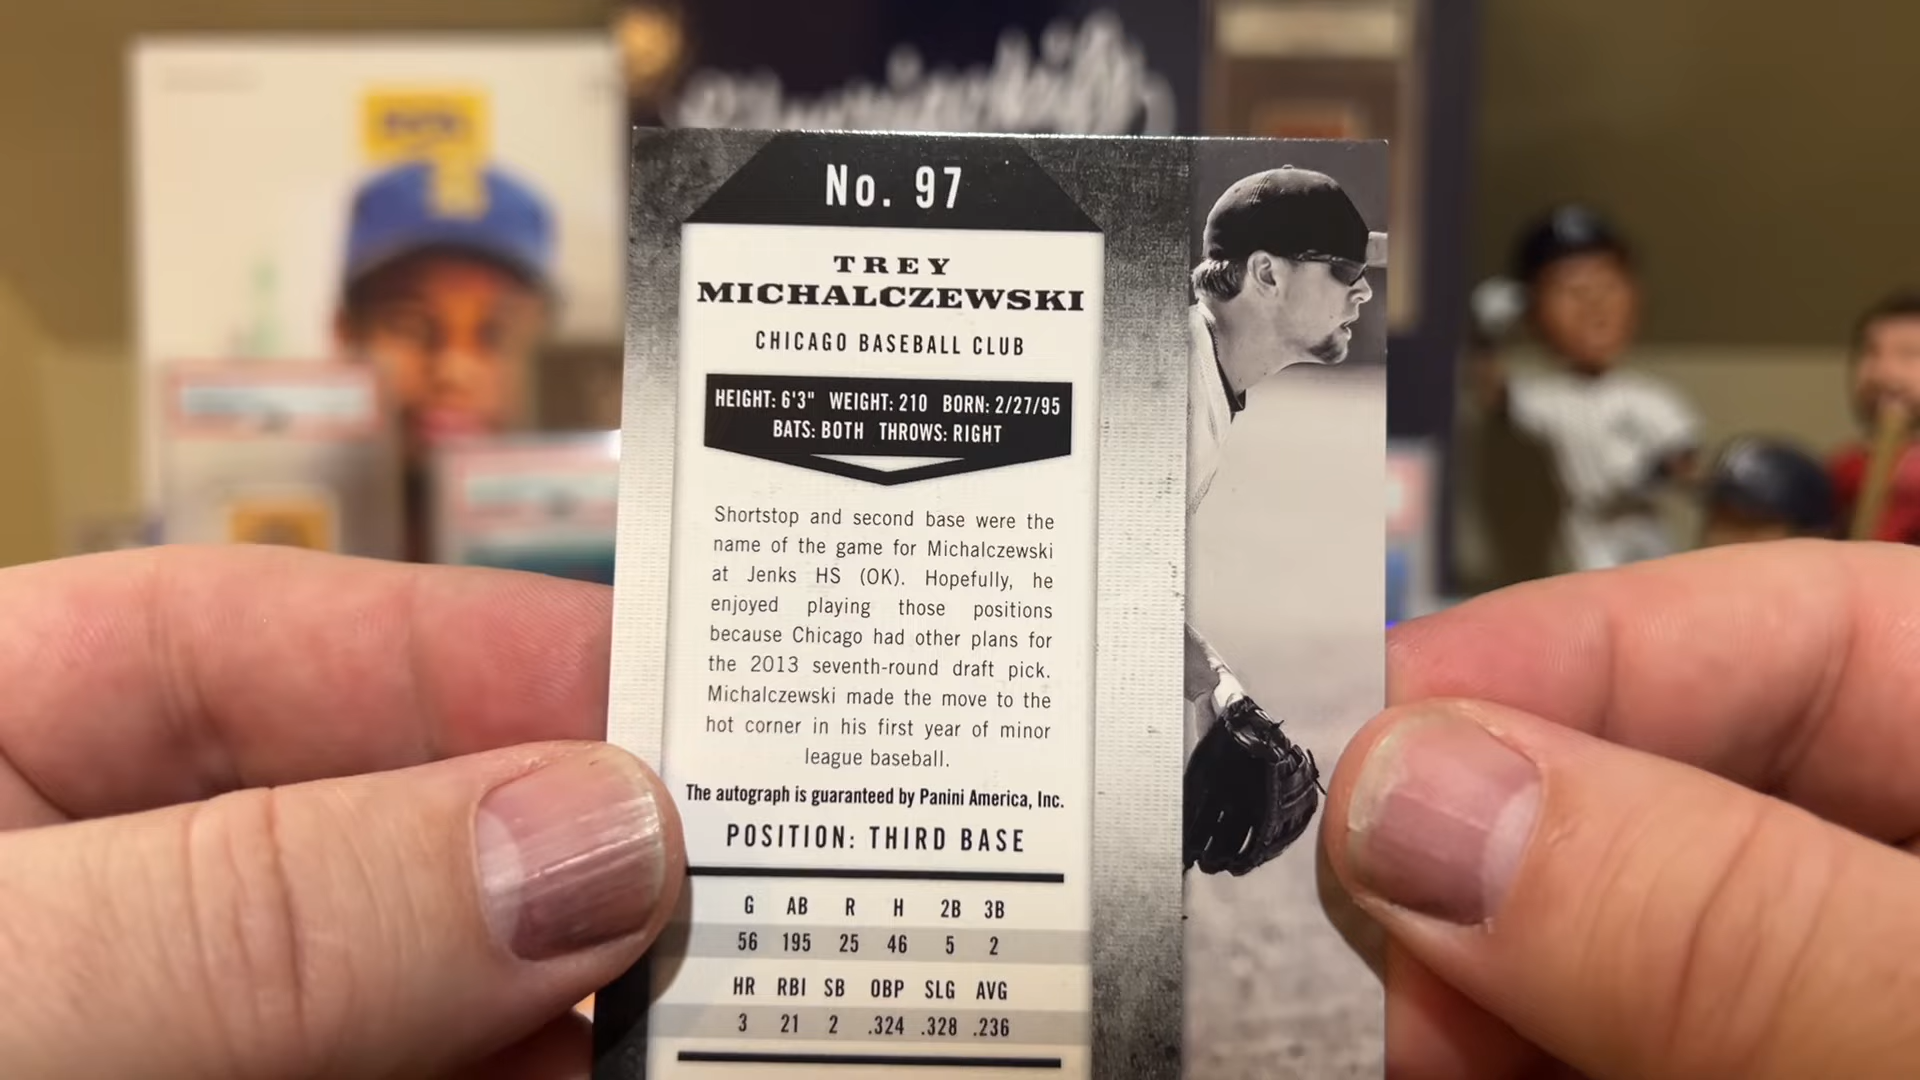 No. 97
TREY
MICHALCZEWSKI
CHICAGO BASEBALL CLUB
HEIGHT: 6'3" WEIGHT: 210 BORN: 2/27/95
BATS: BOTH THROWS: RIGHT
Shortstop and second base were the
name of the game for Michalczewski
at Jenks HS (OK). Hopefully, he
enjoyed playing those positions
because Chicago had other plans for
the 2013 seventh-round draft pick.
Michalczewski made the move to the
hot corner in his first year of minor
league baseball.
The autograph is guaranteed by Panini America, Inc.
POSITION: THIRD BASE
G AB R H 2B 3B
56 195 25 46 5 2
HR RBI SB OBP SLG AVG
3 21 2 .324 .328 .236